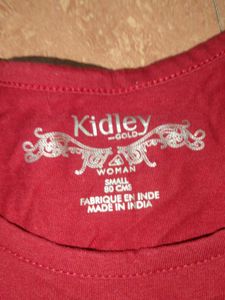 Kidley
GOLD
WOMAN
SMALL
80 CMS
FABRIQUE EN INDE
MADE IN INDIA